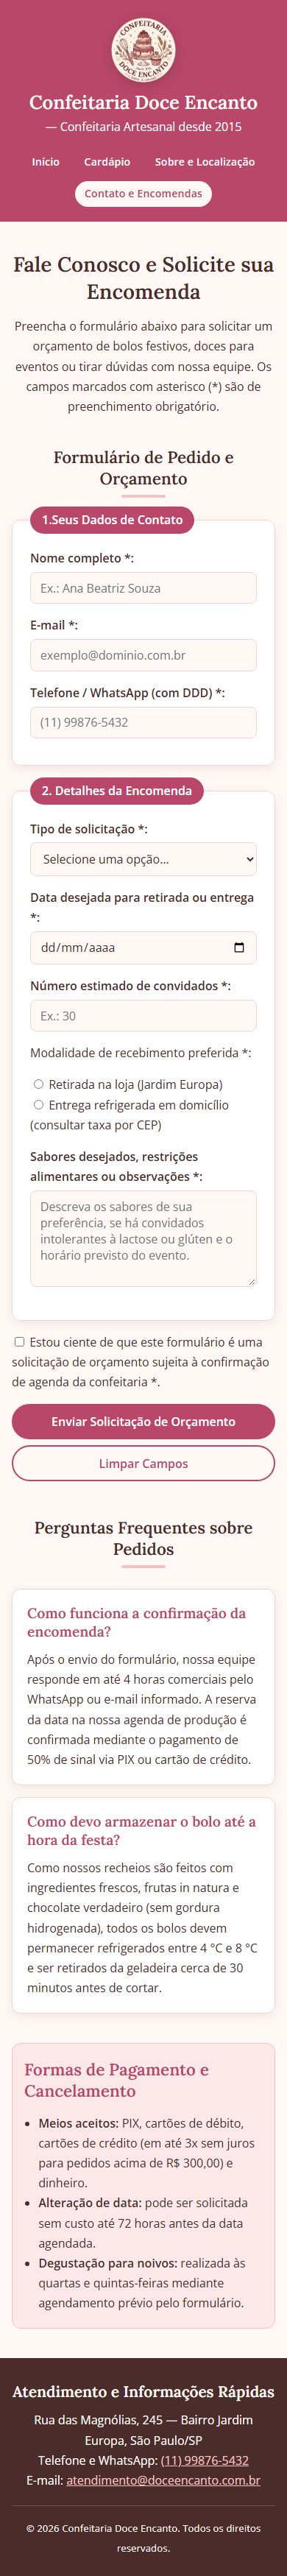 CONFEITARIA
DOCE ENCANTO
Confeitaria Doce Encanto
— Confeitaria Artesanal desde 2015
Início Cardápio Sobre e Localização
Contato e Encomendas
Fale Conosco e Solicite sua
Encomenda
Preencha o formulário abaixo para solicitar um
orçamento de bolos festivos, doces para
eventos ou tirar dúvidas com nossa equipe. Os
campos marcados com asterisco (*) são de
preenchimento obrigatório.
Formulário de Pedido e
Orçamento
1.Seus Dados de Contato
Nome completo *:
Ex.: Ana Beatriz Souza
E-mail *:
exemplo@dominio.com.br
Telefone / WhatsApp (com DDD) *:
(11) 99876-5432
2. Detalhes da Encomenda
Tipo de solicitação *:
Selecione uma opção...
Data desejada para retirada ou entrega
*:
dd/mm/aaaa
Número estimado de convidados *:
Ex.: 30
Modalidade de recebimento preferida *:
Retirada na loja (Jardim Europa)
Entrega refrigerada em domicílio
(consultar taxa por CEP)
Sabores desejados, restrições
alimentares ou observações *:
Descreva os sabores de sua
preferência, se há convidados
intolerantes à lactose ou glúten e o
horário previsto do evento.
Estou ciente de que este formulário é uma
solicitação de orçamento sujeita à confirmação
de agenda da confeitaria *.
Enviar Solicitação de Orçamento
Limpar Campos
Perguntas Frequentes sobre
Pedidos
Como funciona a confirmação da
encomenda?
Após o envio do formulário, nossa equipe
responde em até 4 horas comerciais pelo
WhatsApp ou e-mail informado. A reserva
da data na nossa agenda de produção é
confirmada mediante o pagamento de
50% de sinal via PIX ou cartão de crédito.
Como devo armazenar o bolo até a
hora da festa?
Como nossos recheios são feitos com
ingredientes frescos, frutas in natura e
chocolate verdadeiro (sem gordura
hidrogenada), todos os bolos devem
permanecer refrigerados entre 4 °C e 8 °C
e ser retirados da geladeira cerca de 30
minutos antes de cortar.
Formas de Pagamento e
Cancelamento
• Meios aceitos: PIX, cartões de débito,
cartões de crédito (em até 3x sem juros
para pedidos acima de R$ 300,00) e
dinheiro.
• Alteração de data: pode ser solicitada
sem custo até 72 horas antes da data
agendada.
• Degustação para noivos: realizada às
quartas e quintas-feiras mediante
agendamento prévio pelo formulário.
Atendimento e Informações Rápidas
Rua das Magnólias, 245 — Bairro Jardim
Europa, São Paulo/SP
Telefone e WhatsApp: (11) 99876-5432
E-mail: atendimento@doceencanto.com.br
© 2026 Confeitaria Doce Encanto. Todos os direitos
reservados.